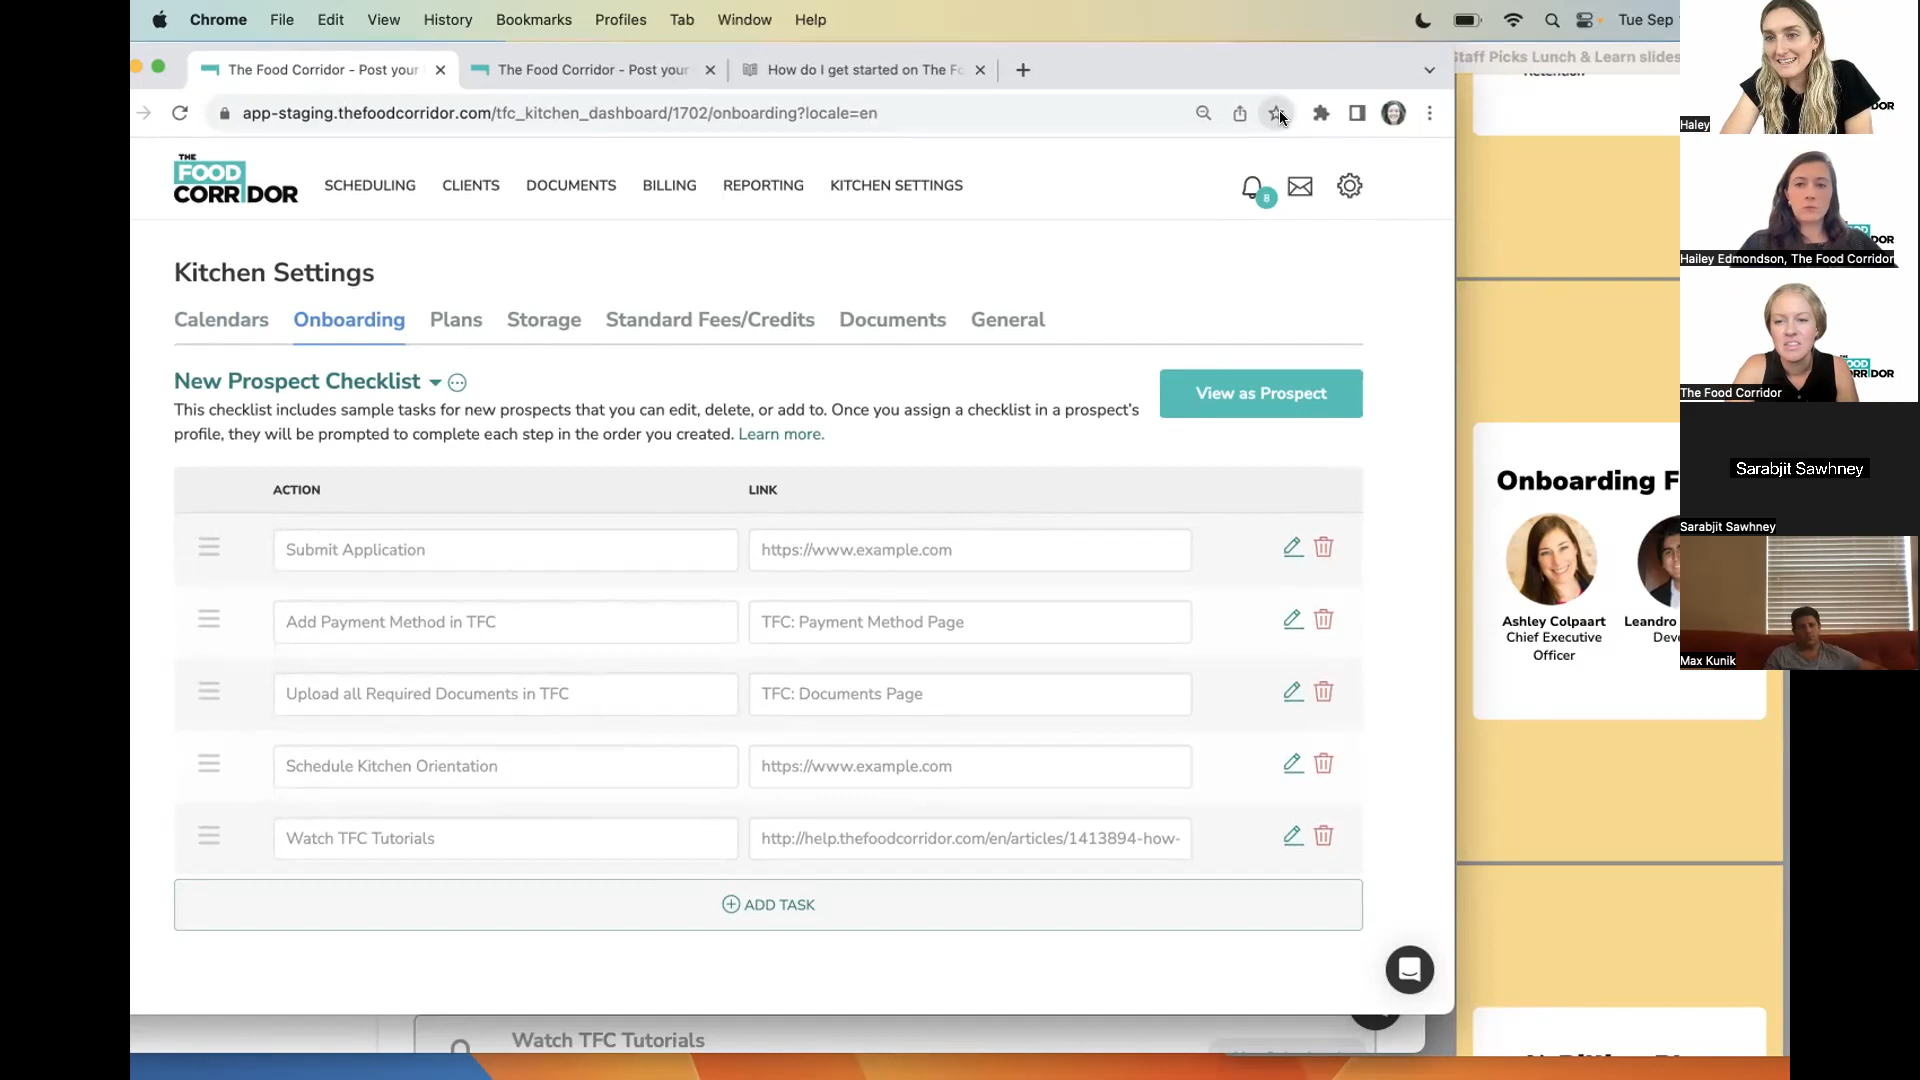 Chrome File Edit View History Bookmarks Profiles Tab Window Help
Tue Sep
The Food Corridor - Post your
The Food Corridor - Post your
How do I get started on The Fo
Staff Picks Lunch & Learn slides
Retention
app-staging.thefoodcorridor.com/tfc_kitchen_dashboard/1702/onboarding?locale=en
THE
FOOD
CORRIDOR
SCHEDULING CLIENTS DOCUMENTS BILLING REPORTING KITCHEN SETTINGS
8
Kitchen Settings
Calendars Onboarding Plans Storage Standard Fees/Credits Documents General
New Prospect Checklist
This checklist includes sample tasks for new prospects that you can edit, delete, or add to. Once you assign a checklist in a prospect's
profile, they will be prompted to complete each step in the order you created. Learn more.
View as Prospect
ACTION LINK
Submit Application https://www.example.com
Add Payment Method in TFC TFC: Payment Method Page
Upload all Required Documents in TFC TFC: Documents Page
Schedule Kitchen Orientation https://www.example.com
Watch TFC Tutorials http://help.thefoodcorridor.com/en/articles/1413894-how-
ADD TASK
Watch TFC Tutorials
Onboarding F
Ashley Colpaart
Chief Executive
Officer
Leandro
Deve
Haley
DOR
Hailey Edmondson, The Food Corridor
DOR
The Food Corridor
ORRIDOR
Sarabjit Sawhney
Sarabjit Sawhney
Max Kunik